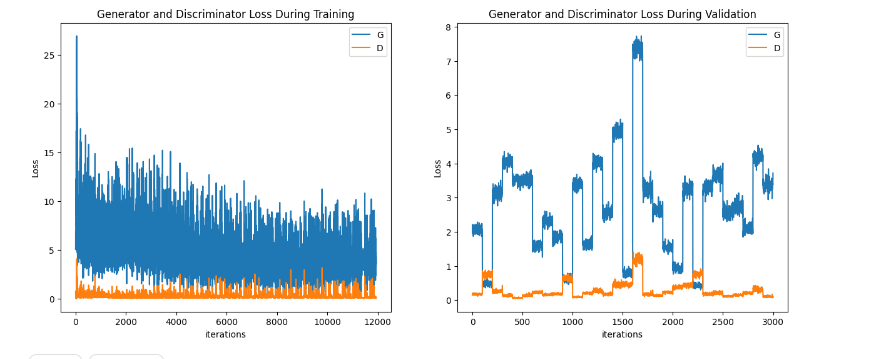 Generator and Discriminator Loss During Training
G
D
25
20
15
10
5
0
Loss
0 2000 4000 6000 8000 10000 12000
iterations
Generator and Discriminator Loss During Validation
G
D
8
7
6
5
4
3
2
1
0
Loss
0 500 1000 1500 2000 2500 3000
iterations